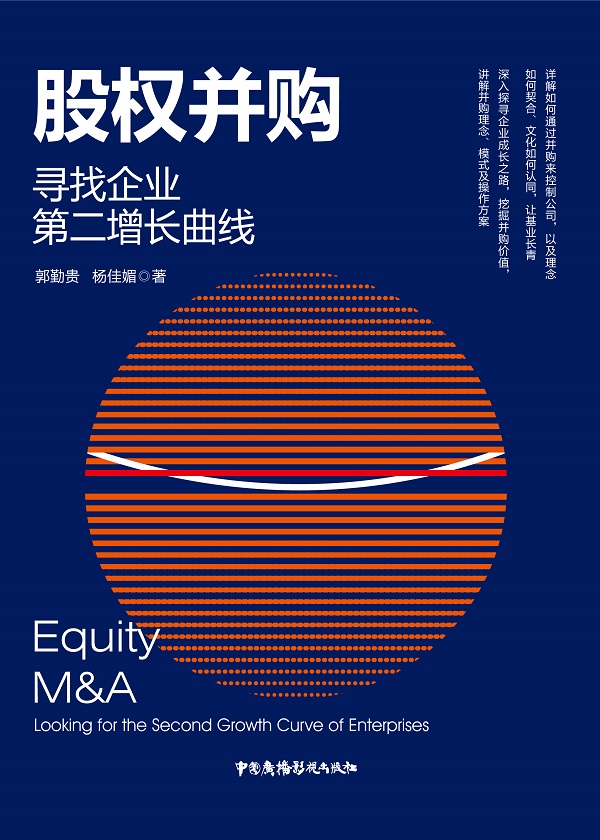 股权并购
寻找企业
第二增长曲线
郭勤贵 杨佳媚◎著
详解如何通过并购来控制公司，以及理念
如何契合、文化如何认同，让基业长青
深入探寻企业成长之路，挖掘并购价值，
讲解并购理念、模式及操作方案
Equity
M&A
Looking for the Second Growth Curve of Enterprises
中国廣播影视出版社